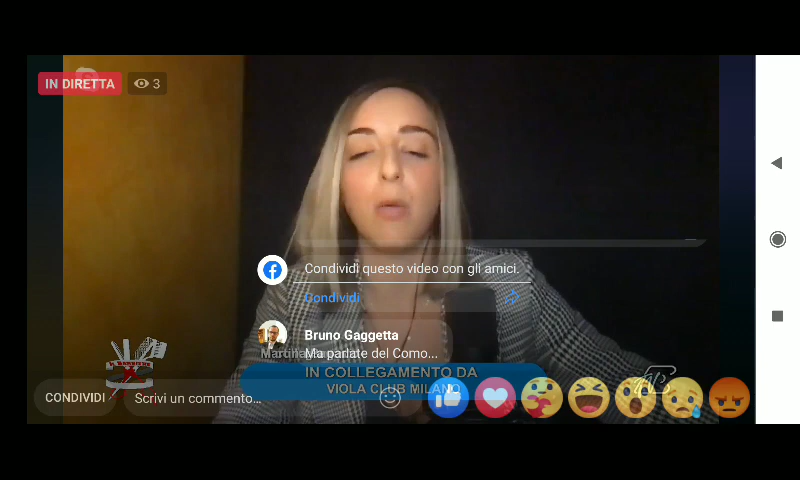 IN DIRETTA
3
Condividi questo video con gli amici.
Condividi
Bruno Gaggetta
Ma parlate del Como...
IN COLLEGAMENTO DA
VIOLA CLUB MILANO
CONDIVIDI
Scrivi un commento...